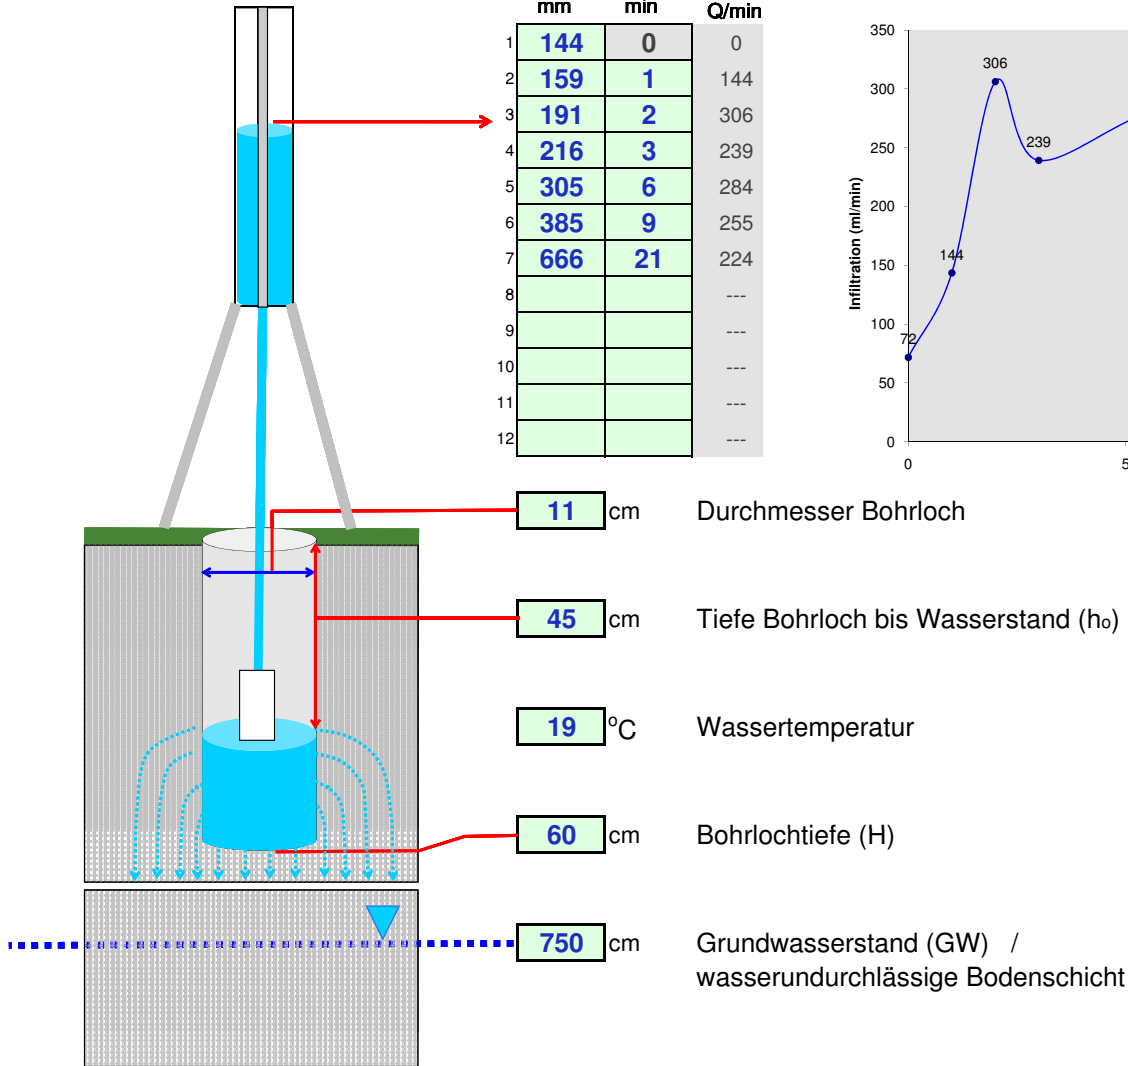 mm min Q/min
1 144 0 0
2 159 1 144
3 191 2 306
4 216 3 239
5 305 6 284
6 385 9 255
7 666 21 224
8 ---
9 ---
10 ---
11 ---
12 ---
350
300
250
200
150
100
50
0
Infiltration (ml/min)
306
239
144
72
0 5
11 cm Durchmesser Bohrloch
45 cm Tiefe Bohrloch bis Wasserstand (ho)
19 °C Wassertemperatur
60 cm Bohrlochtiefe (H)
750 cm Grundwasserstand (GW) /
wasserundurchlässige Bodenschicht